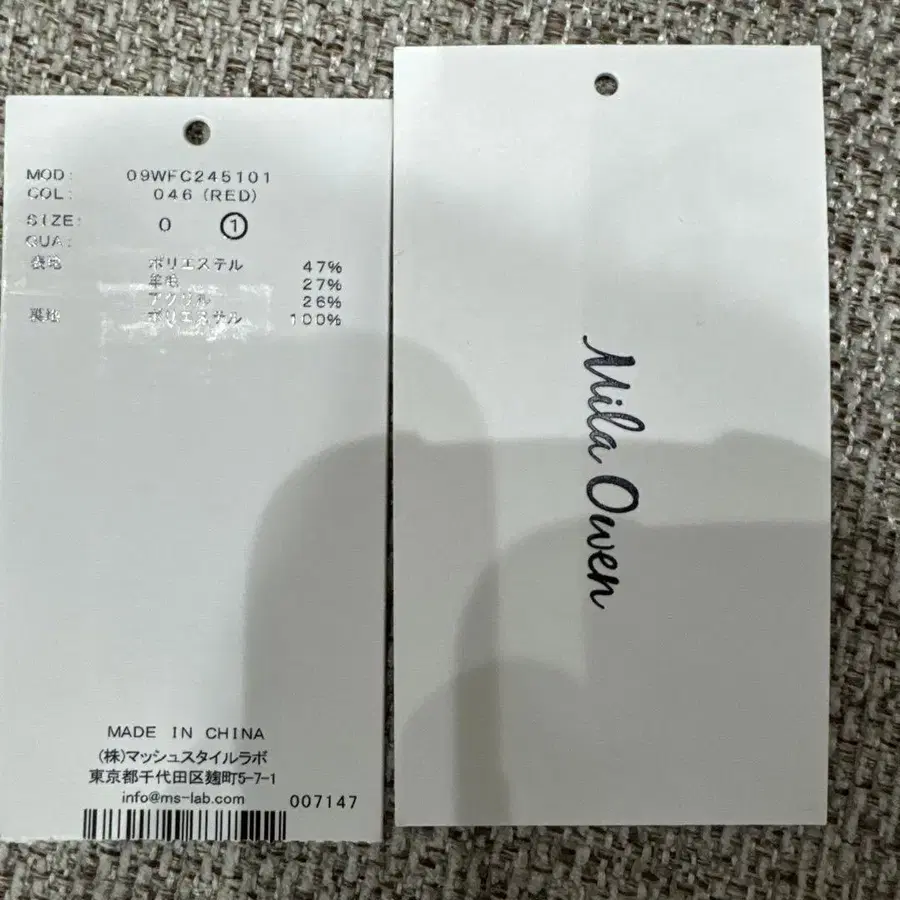 MOD: 09WFC245101
COL: 046 (RED)
SIZE: 0 ①
QUA:
表地 ポリエステル 47%
羊毛 27%
アクリル 26%
裏地 ポリエステル 100%
MADE IN CHINA
(株)マッシュスタイルラボ
東京都千代田区麹町5-7-1
info@ms-lab.com 007147
Mila Owen